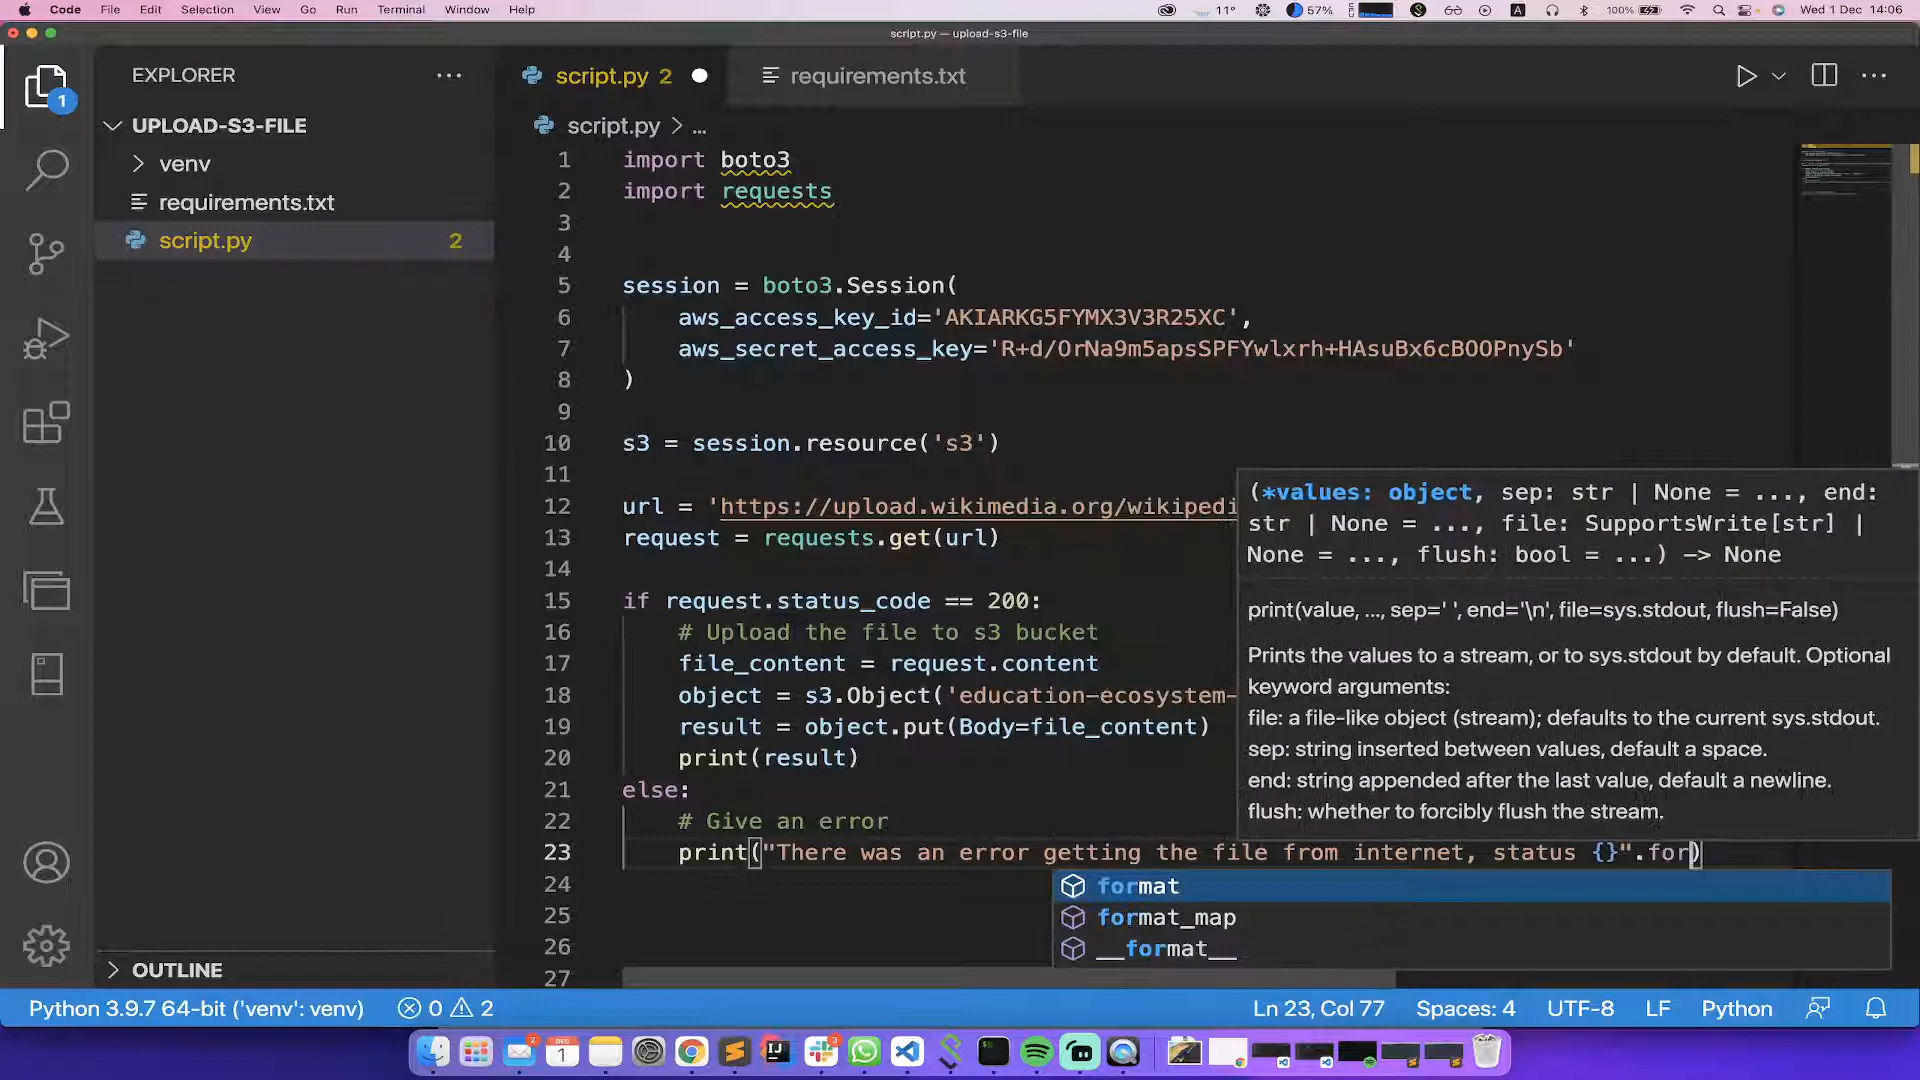 Code File Edit Selection View Go Run Terminal Window Help 11° 57% A 100% Wed 1 Dec 14:06
script.py — upload-s3-file
EXPLORER
1
UPLOAD-S3-FILE
venv
requirements.txt
script.py 2
OUTLINE
script.py 2 requirements.txt
script.py > ...
1 import boto3
2 import requests
3
4
5 session = boto3.Session(
6 aws_access_key_id='AKIARKG5FYMX3V3R25XC',
7 aws_secret_access_key='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'
8 )
9
10 s3 = session.resource('s3')
11
12 url = 'https://upload.wikimedia.org/wikipedi
13 request = requests.get(url)
14
15 if request.status_code == 200:
16 # Upload the file to s3 bucket
17 file_content = request.content
18 object = s3.Object('education-ecosystem-
19 result = object.put(Body=file_content)
20 print(result)
21 else:
22 # Give an error
23 print("There was an error getting the file from internet, status {}".for)
24
25
26
27
(*values: object, sep: str | None = ..., end:
str | None = ..., file: SupportsWrite[str] |
None = ..., flush: bool = ...) -> None
print(value, ..., sep=' ', end='\n', file=sys.stdout, flush=False)
Prints the values to a stream, or to sys.stdout by default. Optional
keyword arguments:
file: a file-like object (stream); defaults to the current sys.stdout.
sep: string inserted between values, default a space.
end: string appended after the last value, default a newline.
flush: whether to forcibly flush the stream.
format
format_map
__format__
Python 3.9.7 64-bit ('venv': venv) 0 2 Ln 23, Col 77 Spaces: 4 UTF-8 LF Python
2 DEC 1 IJ 3